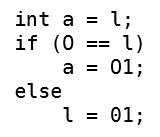 int a = l;
if (O == l)
    a = O1;
else
    l = 01;